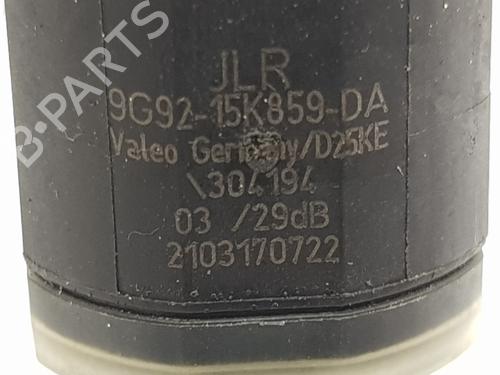 JLR
9G92-15K859-DA
Valeo Germany/D25KE
\304194
03 /29dB
2103170722
B-PARTS